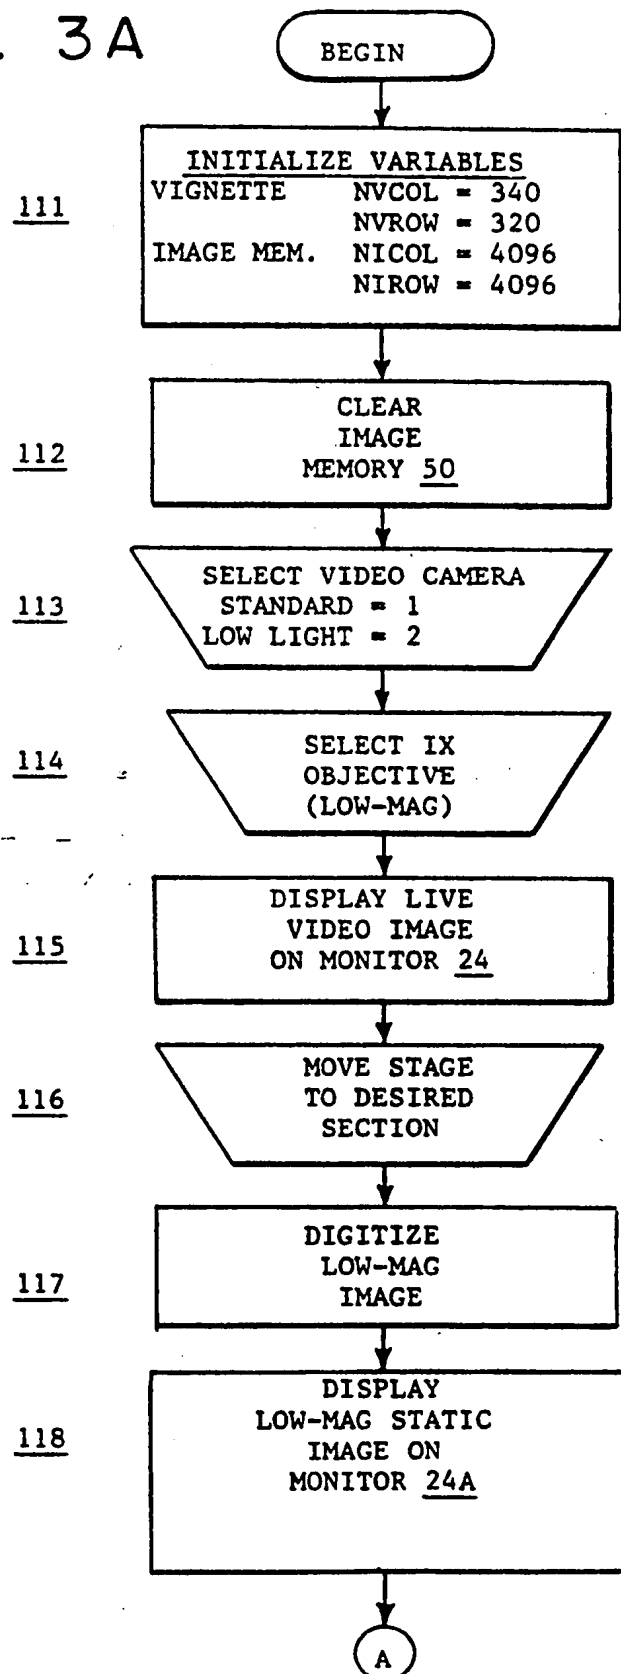 . 3A
BEGIN
111
INITIALIZE VARIABLES
VIGNETTE NVCOL = 340
NVROW = 320
IMAGE MEM. NICOL = 4096
NIROW = 4096
112
CLEAR
IMAGE
MEMORY 50
113
SELECT VIDEO CAMERA
STANDARD = 1
LOW LIGHT = 2
114
SELECT IX
OBJECTIVE
(LOW-MAG)
115
DISPLAY LIVE
VIDEO IMAGE
ON MONITOR 24
116
MOVE STAGE
TO DESIRED
SECTION
117
DIGITIZE
LOW-MAG
IMAGE
118
DISPLAY
LOW-MAG STATIC
IMAGE ON
MONITOR 24A
A